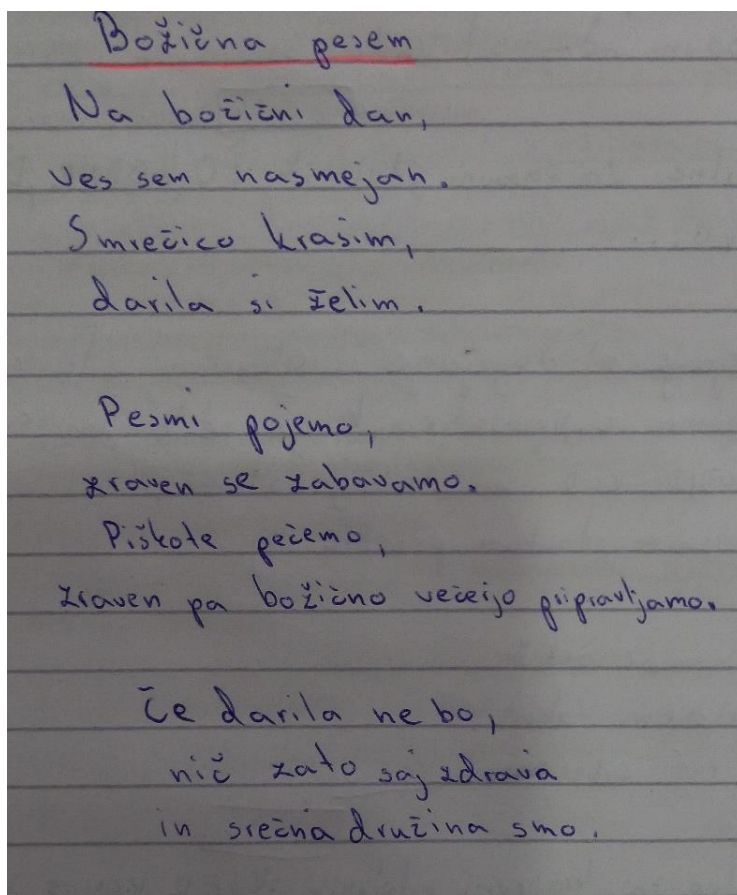 Božična pesem
Na božični dan,
ves sem nasmejan.
Smrečico krasim,
darila si želim.
Pesmi pojemo,
zraven se zabavamo.
Piškote pečemo,
zraven pa božično večerjo pripravljamo.
Če darila ne bo,
nič zato saj zdrava
in srečna družina smo.